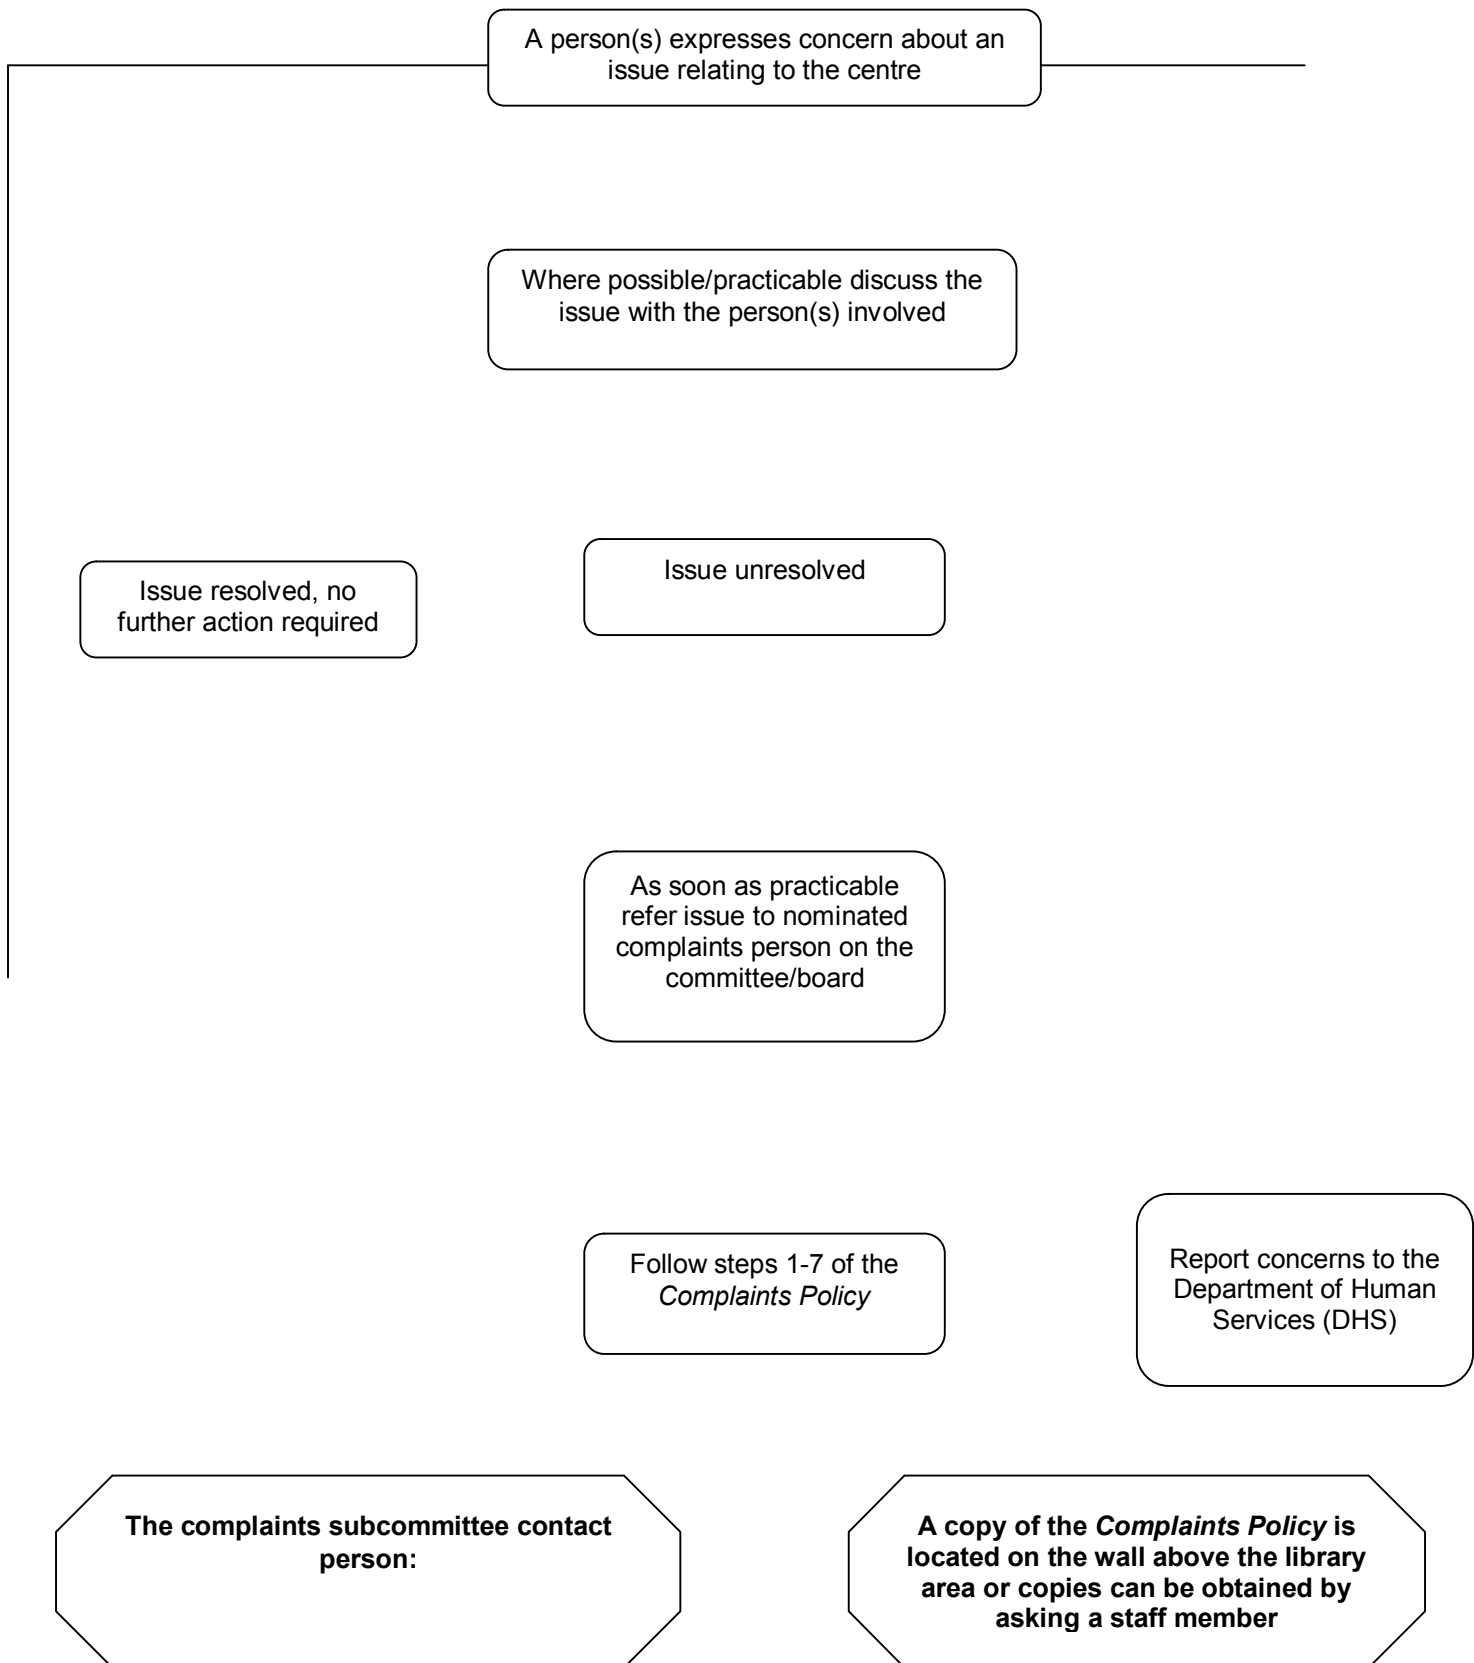 A person(s) expresses concern about an
issue relating to the centre
Where possible/practicable discuss the
issue with the person(s) involved
Issue resolved, no
further action required
Issue unresolved
As soon as practicable
refer issue to nominated
complaints person on the
committee/board
Follow steps 1-7 of the
Complaints Policy
Report concerns to the
Department of Human
Services (DHS)
The complaints subcommittee contact
person:
A copy of the Complaints Policy is
located on the wall above the library
area or copies can be obtained by
asking a staff member